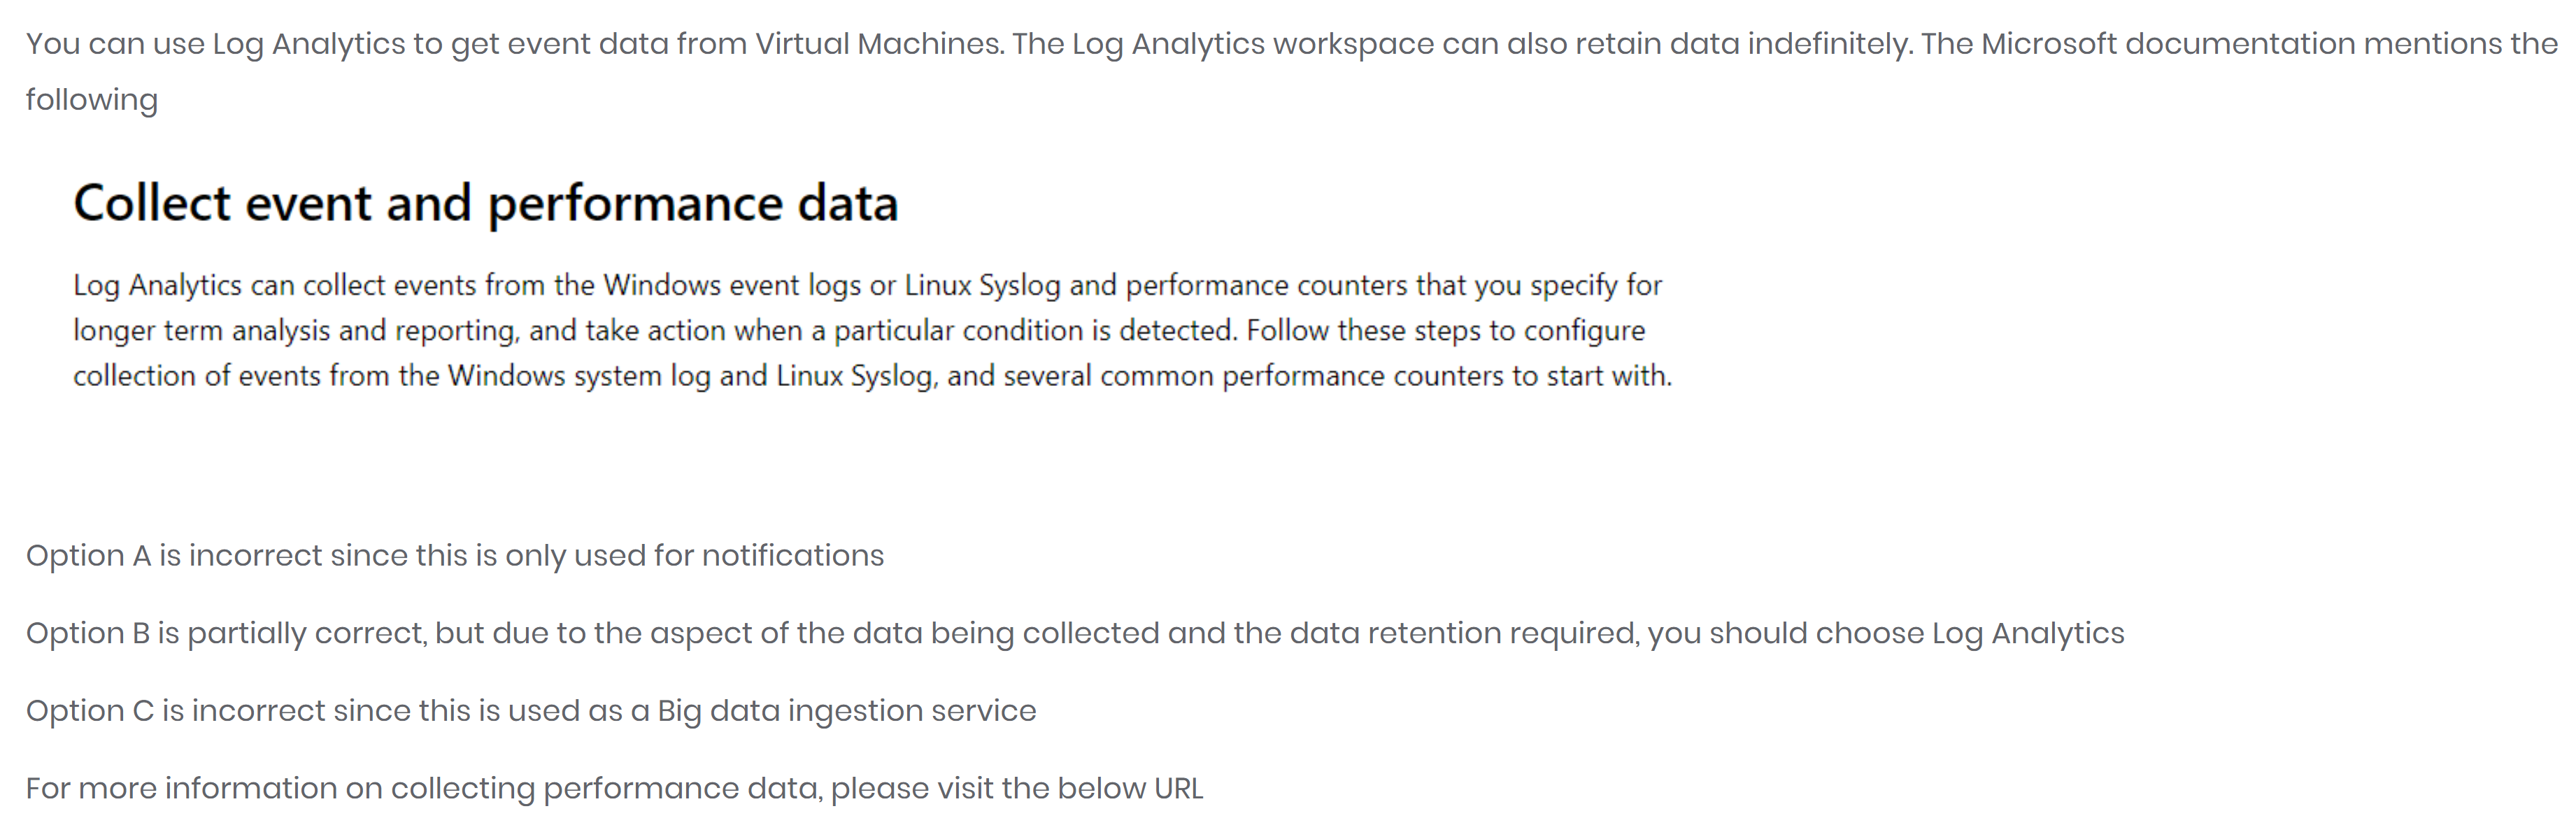 You can use Log Analytics to get event data from Virtual Machines. The Log Analytics workspace can also retain data indefinitely. The Microsoft documentation mentions the
following
Collect event and performance data
Log Analytics can collect events from the Windows event logs or Linux Syslog and performance counters that you specify for
longer term analysis and reporting, and take action when a particular condition is detected. Follow these steps to configure
collection of events from the Windows system log and Linux Syslog, and several common performance counters to start with.
Option A is incorrect since this is only used for notifications
Option B is partially correct, but due to the aspect of the data being collected and the data retention required, you should choose Log Analytics
Option C is incorrect since this is used as a Big data ingestion service
For more information on collecting performance data, please visit the below URL